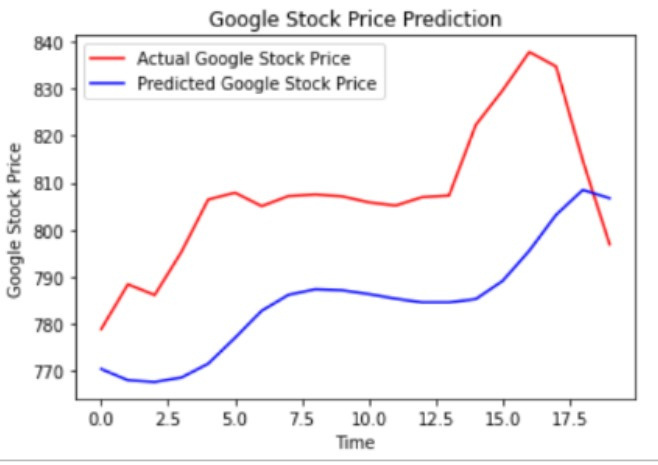 Google Stock Price Prediction
Actual Google Stock Price
Predicted Google Stock Price
Google Stock Price
840
830
820
810
800
790
780
770
0.0 2.5 5.0 7.5 10.0 12.5 15.0 17.5
Time